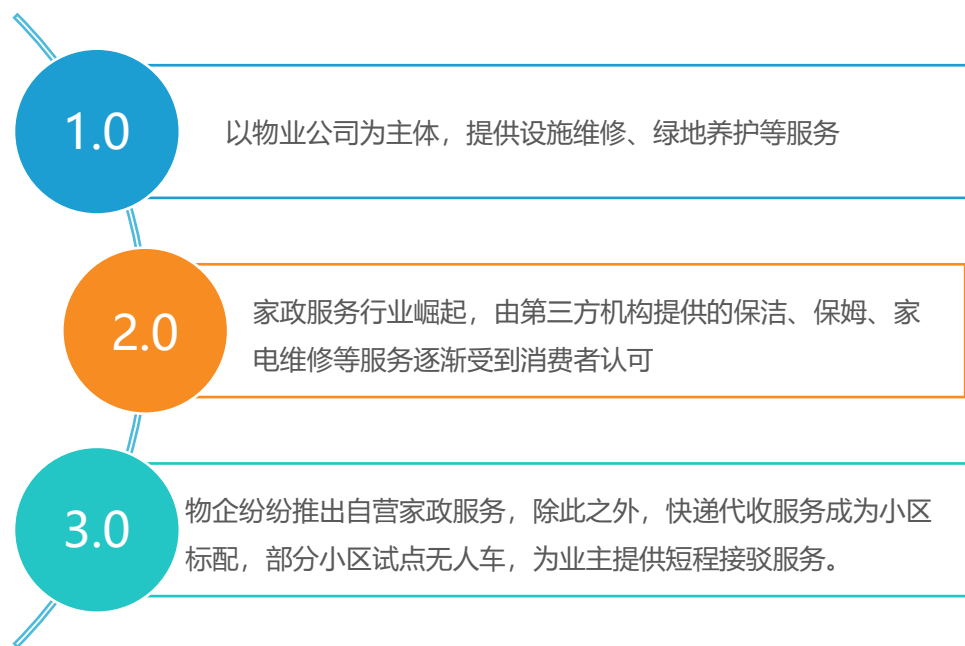 1.0
以物业公司为主体，提供设施维修、绿地养护等服务
2.0
家政服务行业崛起，由第三方机构提供的保洁、保姆、家
电维修等服务逐渐受到消费者认可
3.0
物企纷纷推出自营家政服务，除此之外，快递代收服务成为小区
标配，部分小区试点无人车，为业主提供短程接驳服务。